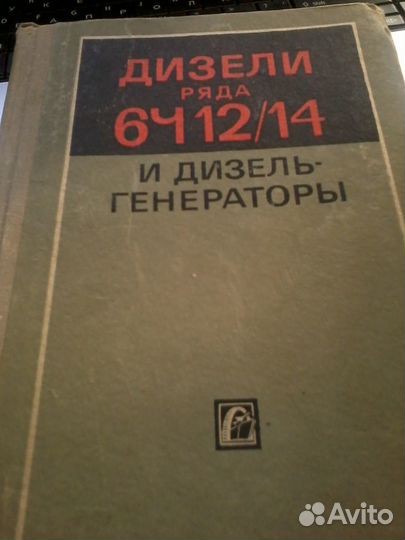 ДИЗЕЛИ
РЯДА
6Ч12/14
И ДИЗЕЛЬ-
ГЕНЕРАТОРЫ
Avito